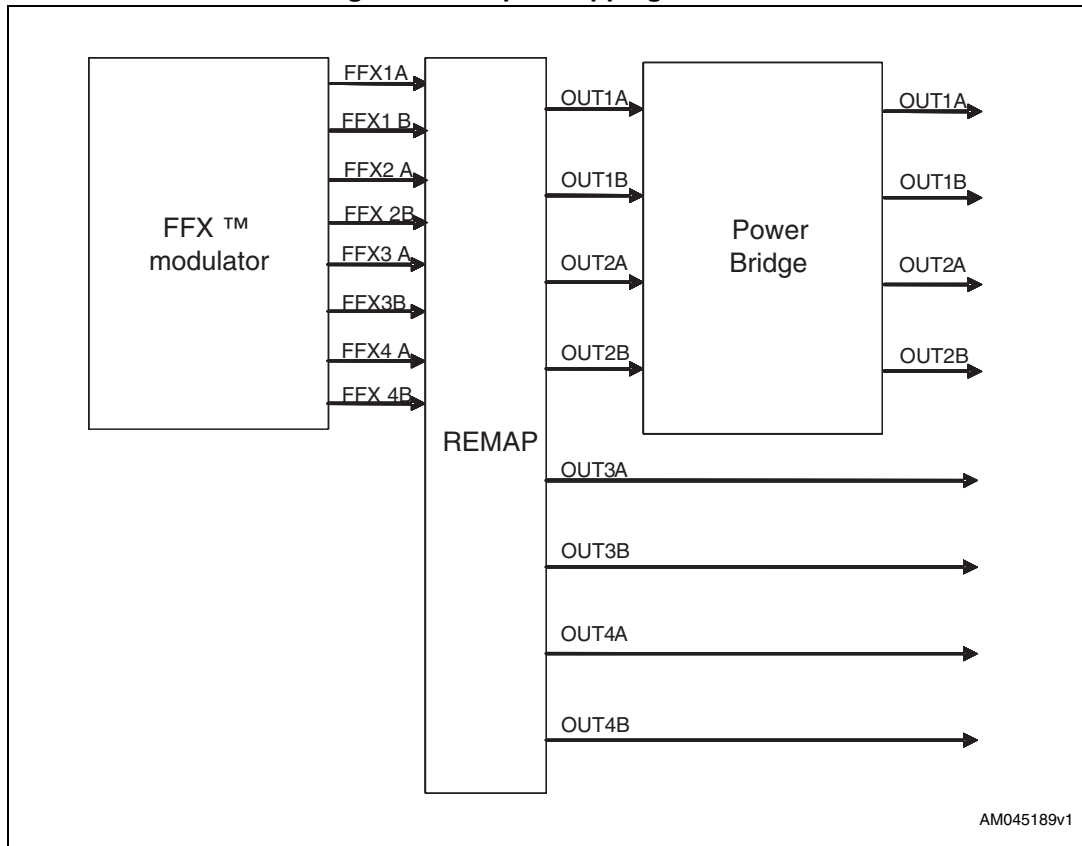 FFX ™
modulator
FFX1A
FFX1 B
FFX2 A
FFX 2B
FFX3 A
FFX3B
FFX4 A
FFX 4B
REMAP
OUT1A
OUT1B
OUT2A
OUT2B
OUT3A
OUT3B
OUT4A
OUT4B
Power
Bridge
OUT1A
OUT1B
OUT2A
OUT2B
AM045189v1